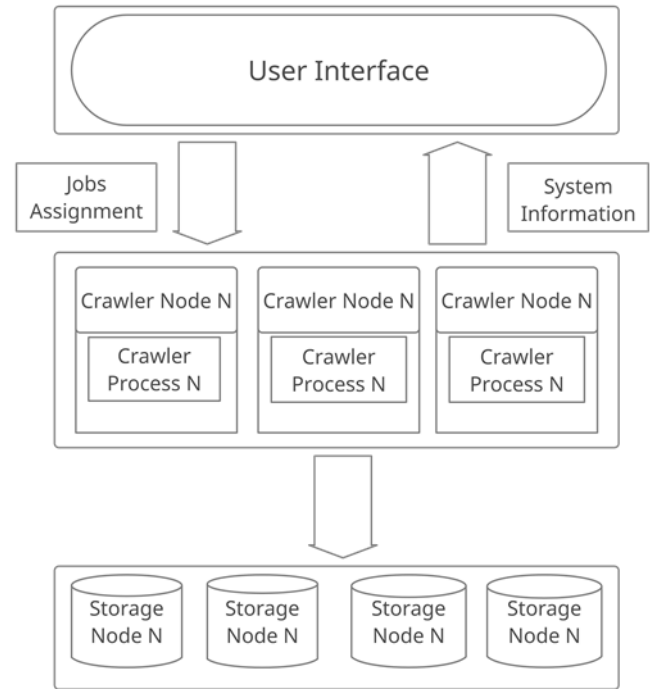 User Interface
Jobs
Assignment
System
Information
Crawler Node N
Crawler Node N
Crawler Node N
Crawler
Process N
Crawler
Process N
Crawler
Process N
Storage
Node N
Storage
Node N
Storage
Node N
Storage
Node N